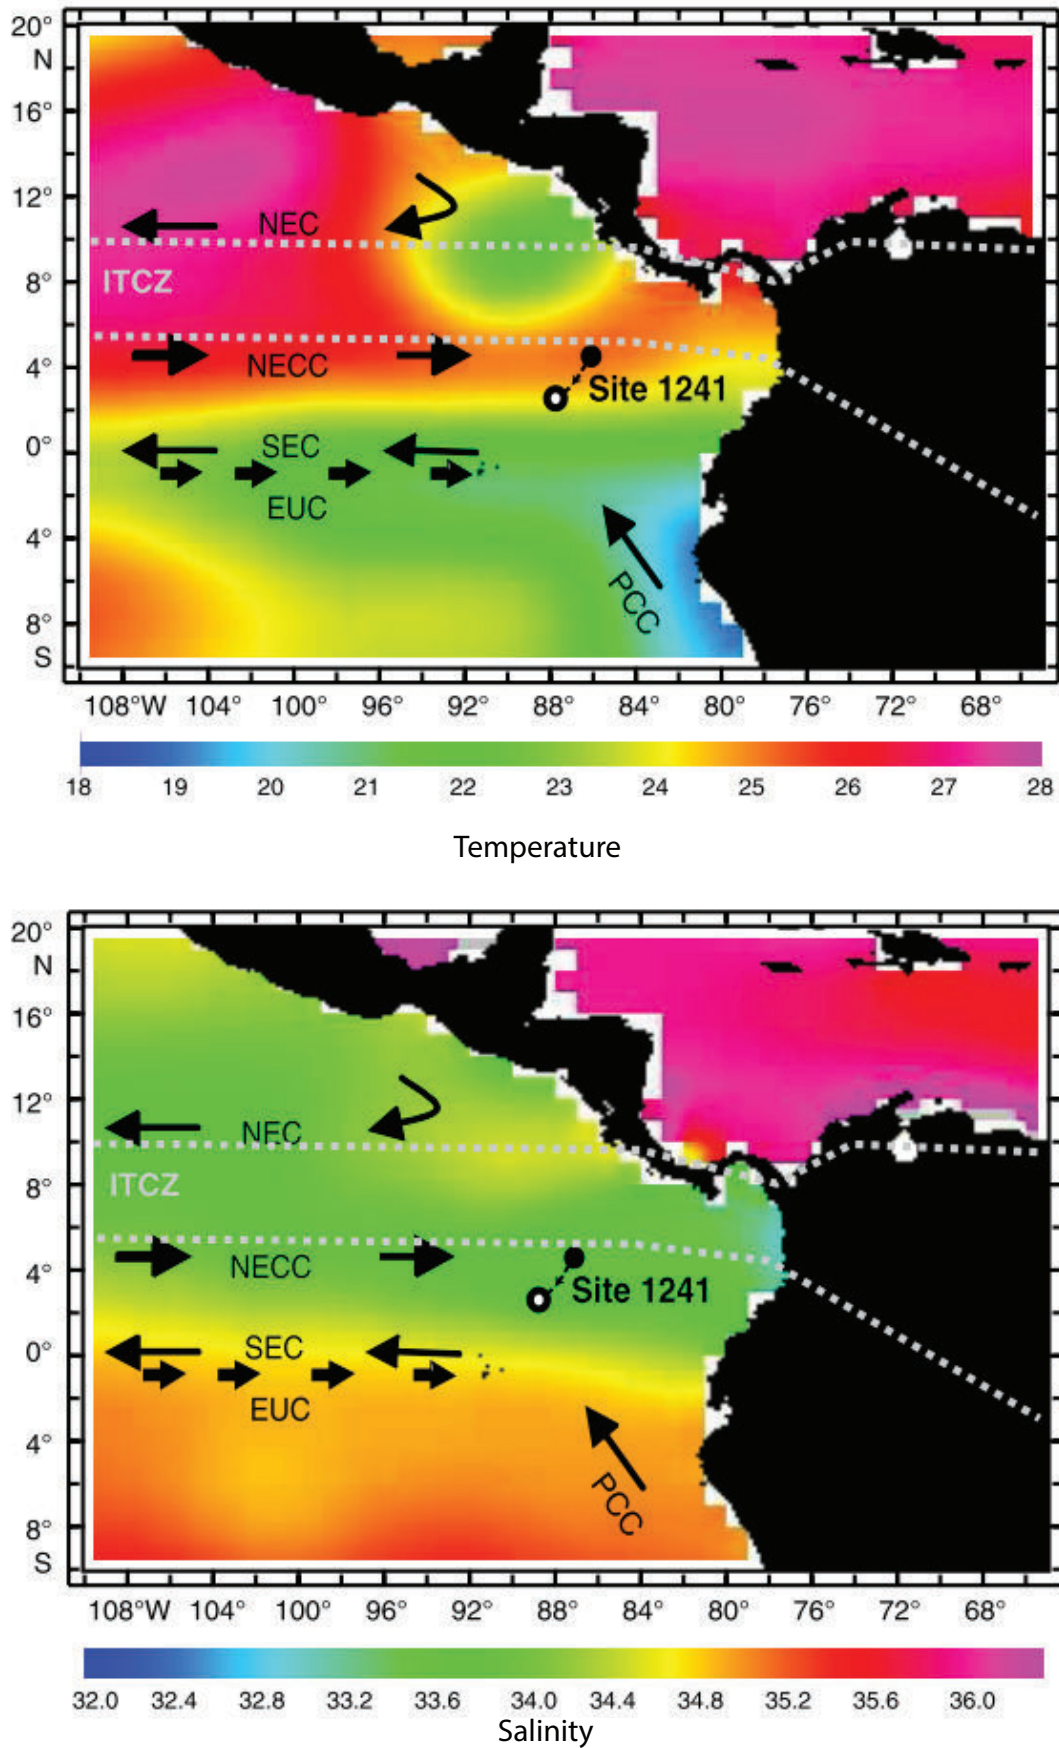 20°
N
16°
12°
8°
4°
0°
4°
8°
S
NEC
ITCZ
NECC
Site 1241
SEC
EUC
PCC
108°W 104° 100° 96° 92° 88° 84° 80° 76° 72° 68°
18 19 20 21 22 23 24 25 26 27 28
Temperature
20°
N
16°
12°
8°
4°
0°
4°
8°
S
NEC
ITCZ
NECC
Site 1241
SEC
EUC
PCC
108°W 104° 100° 96° 92° 88° 84° 80° 76° 72° 68°
32.0 32.4 32.8 33.2 33.6 34.0 34.4 34.8 35.2 35.6 36.0
Salinity